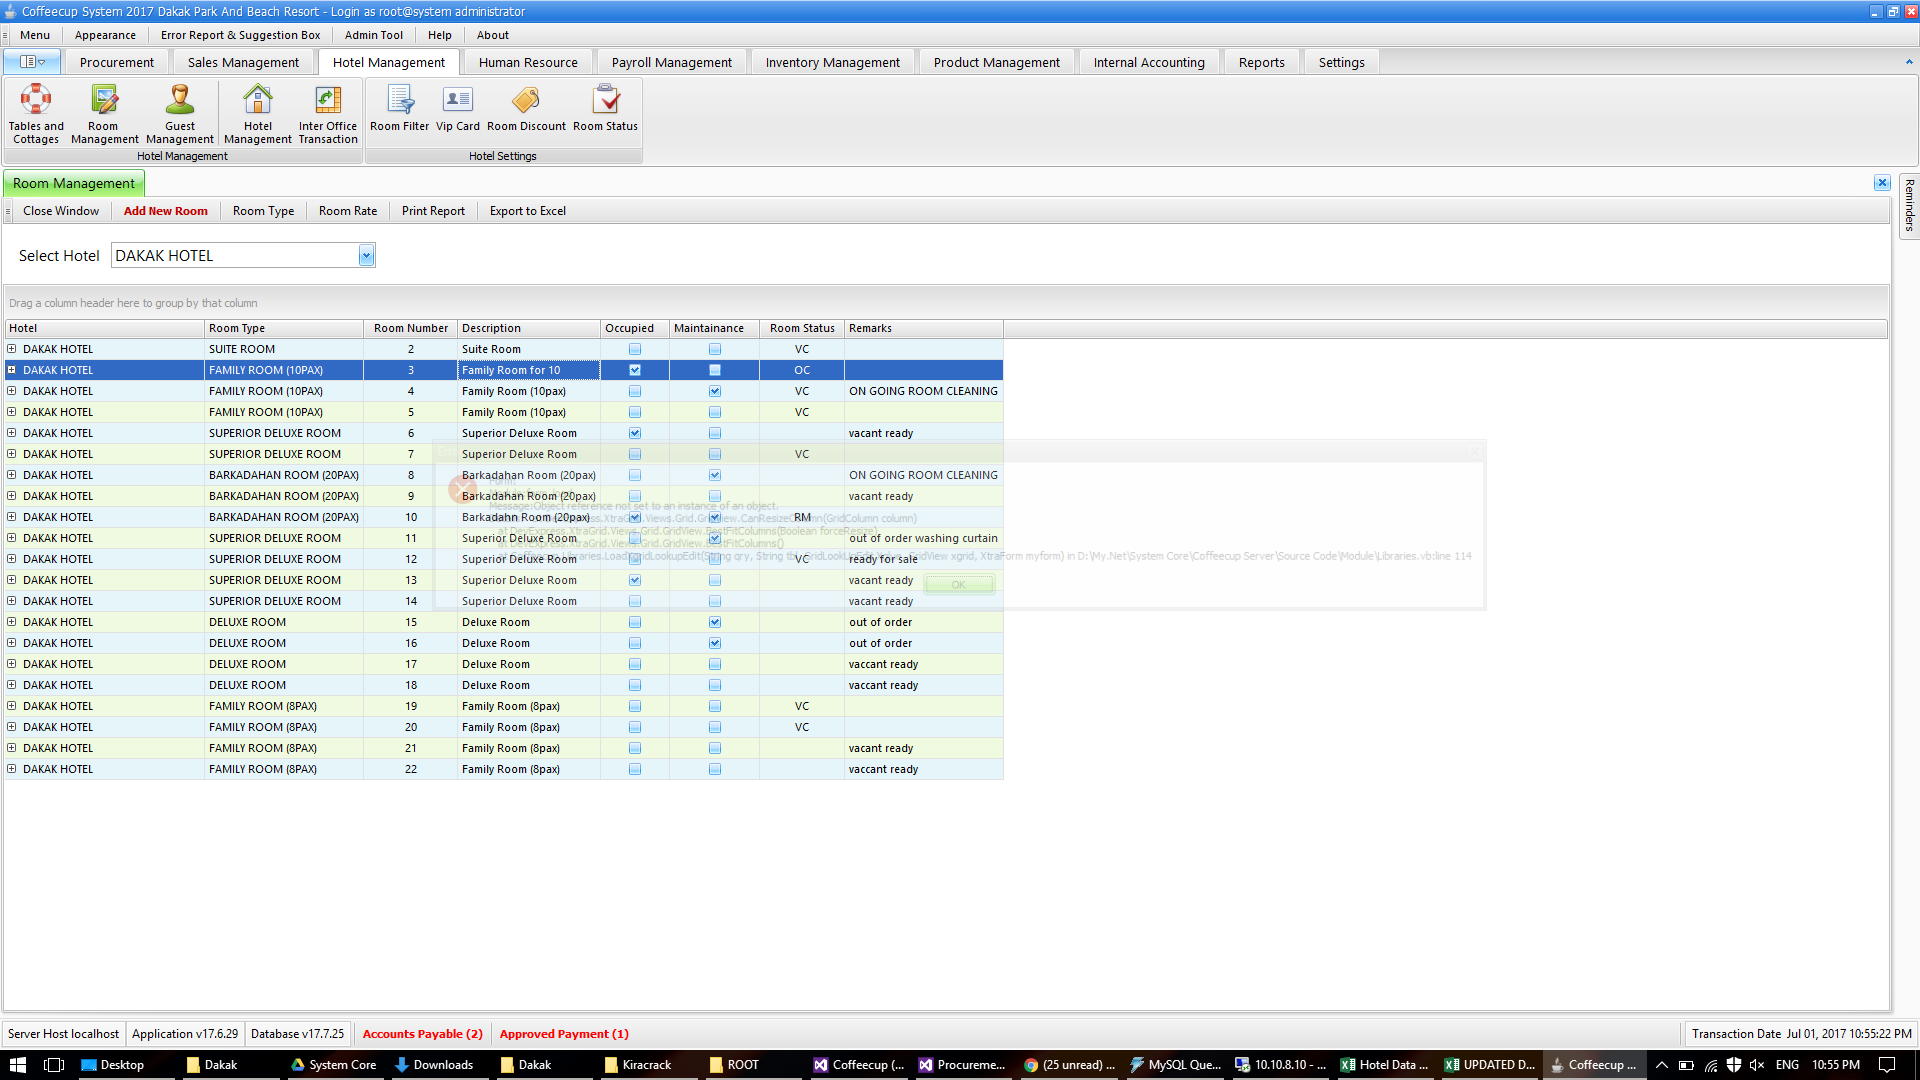 Coffeecup System 2017 Dakak Park And Beach Resort - Login as root@system administrator
Menu Appearance Error Report & Suggestion Box Admin Tool Help About
Procurement Sales Management Hotel Management Human Resource Payroll Management Inventory Management Product Management Internal Accounting Reports Settings
Tables and Cottages Room Management Guest Management Hotel Management Inter Office Transaction Room Filter Vip Card Room Discount Room Status
Hotel Management Hotel Settings
Room Management
Reminders
Close Window Add New Room Room Type Room Rate Print Report Export to Excel
Select Hotel DAKAK HOTEL
Drag a column header here to group by that column
Hotel Room Type Room Number Description Occupied Maintainance Room Status Remarks
DAKAK HOTEL SUITE ROOM 2 Suite Room VC
DAKAK HOTEL FAMILY ROOM (10PAX) 3 Family Room for 10 OC
DAKAK HOTEL FAMILY ROOM (10PAX) 4 Family Room (10pax) VC ON GOING ROOM CLEANING
DAKAK HOTEL FAMILY ROOM (10PAX) 5 Family Room (10pax) VC
DAKAK HOTEL SUPERIOR DELUXE ROOM 6 Superior Deluxe Room vacant ready
DAKAK HOTEL SUPERIOR DELUXE ROOM 7 Superior Deluxe Room VC
DAKAK HOTEL BARKADAHAN ROOM (20PAX) 8 Barkadahan Room (20pax) ON GOING ROOM CLEANING
DAKAK HOTEL BARKADAHAN ROOM (20PAX) 9 Barkadahan Room (20pax) vacant ready
Message:Object reference not set to an instance of an object.
DAKAK HOTEL BARKADAHAN ROOM (20PAX) 10 Barkadahn Room (20pax) RM
XtraGrid.Views.Grid.GridView.CanResizeColumn(GridColumn column)
at DevExpress.XtraGrid.Views.Grid.GridView.BestFitColumns(Boolean forceResize)
DAKAK HOTEL SUPERIOR DELUXE ROOM 11 Superior Deluxe Room out of order washing curtain
at DevExpress.XtraGrid.Views.Grid.GridView.BestFitColumns()
Libraries.LoadXgridLookupEdit(String qry, String tbl, GridLookUpEdit GridView xgrid, XtraForm myform) in D:\My.Net\System Core\Coffeecup Server\Source Code\Module\Libraries.vb:line 114
DAKAK HOTEL SUPERIOR DELUXE ROOM 12 Superior Deluxe Room VC ready for sale
DAKAK HOTEL SUPERIOR DELUXE ROOM 13 Superior Deluxe Room vacant ready
OK
DAKAK HOTEL SUPERIOR DELUXE ROOM 14 Superior Deluxe Room vacant ready
DAKAK HOTEL DELUXE ROOM 15 Deluxe Room out of order
DAKAK HOTEL DELUXE ROOM 16 Deluxe Room out of order
DAKAK HOTEL DELUXE ROOM 17 Deluxe Room vaccant ready
DAKAK HOTEL DELUXE ROOM 18 Deluxe Room vaccant ready
DAKAK HOTEL FAMILY ROOM (8PAX) 19 Family Room (8pax) VC
DAKAK HOTEL FAMILY ROOM (8PAX) 20 Family Room (8pax) VC
DAKAK HOTEL FAMILY ROOM (8PAX) 21 Family Room (8pax) vacant ready
DAKAK HOTEL FAMILY ROOM (8PAX) 22 Family Room (8pax) vaccant ready
Server Host localhost Application v17.6.29 Database v17.7.25 Accounts Payable (2) Approved Payment (1) Transaction Date Jul 01, 2017 10:55:22 PM
Desktop Dakak System Core Downloads Dakak Kiracrack ROOT Coffeecup (... Procureme... (25 unread) ... MySQL Que... 10.10.8.10 - ... Hotel Data ... UPDATED D... Coffeecup ... ENG 10:55 PM